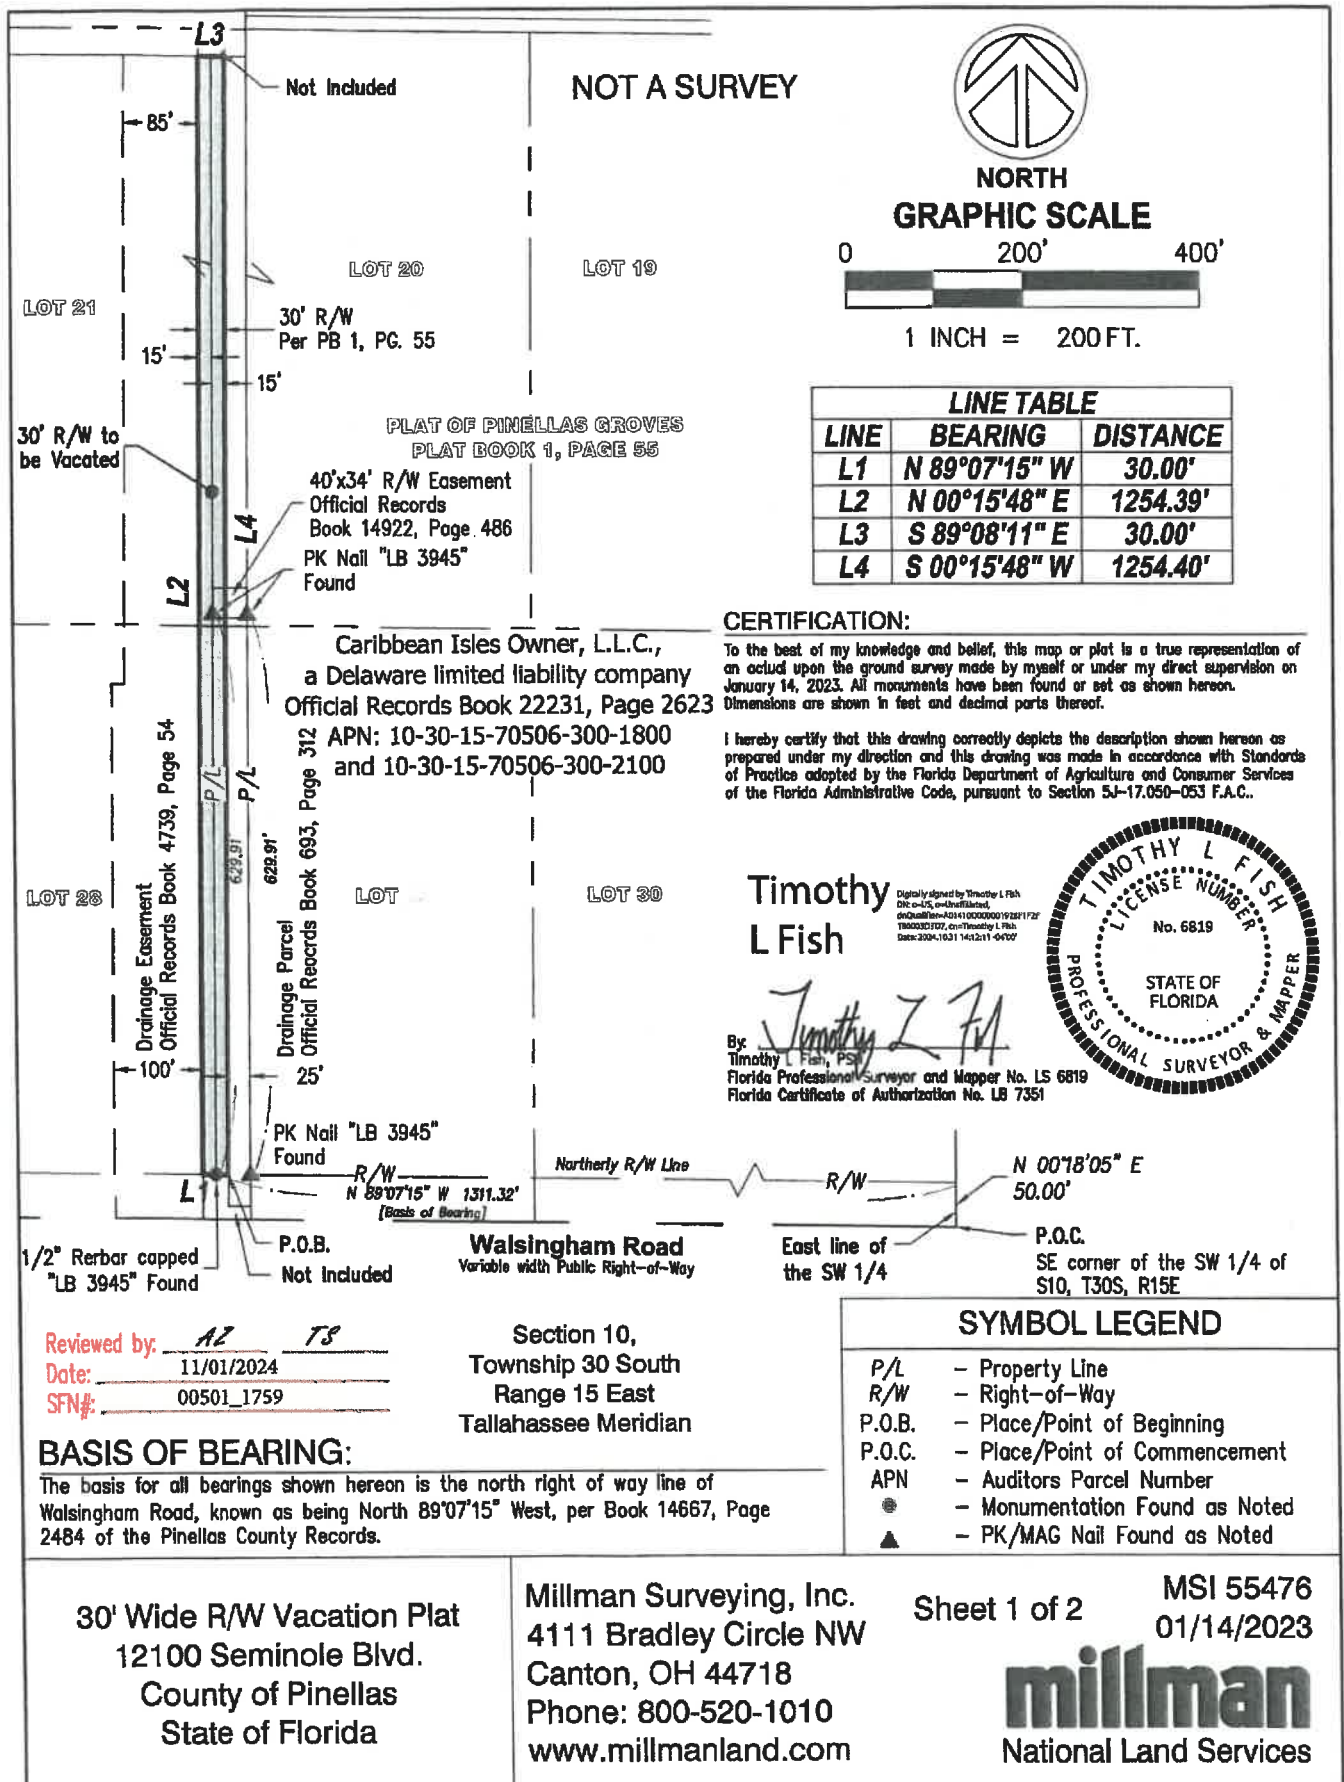 L3
Not Included
NOT A SURVEY
85'
NORTH
GRAPHIC SCALE
0 200' 400'
1 INCH = 200 FT.
LOT 20
LOT 19
LOT 21
30' R/W
Per PB 1, PG. 55
15'
15'
PLAT OF PINELLAS GROVES
PLAT BOOK 1, PAGE 55
30' R/W to
be Vacated
40'x34' R/W Easement
Official Records
Book 14922, Page 486
PK Nail "LB 3945"
Found
L4
L2
LINE TABLE
LINE BEARING DISTANCE
L1 N 89°07'15" W 30.00'
L2 N 00°15'48" E 1254.39'
L3 S 89°08'11" E 30.00'
L4 S 00°15'48" W 1254.40'
CERTIFICATION:
To the best of my knowledge and belief, this map or plat is a true representation of
an actual upon the ground survey made by myself or under my direct supervision on
January 14, 2023. All monuments have been found or set as shown hereon.
Dimensions are shown in feet and decimal parts thereof.
I hereby certify that this drawing correctly depicts the description shown hereon as
prepared under my direction and this drawing was made in accordance with Standards
of Practice adopted by the Florida Department of Agriculture and Consumer Services
of the Florida Administrative Code, pursuant to Section 5J-17.050-053 F.A.C..
Caribbean Isles Owner, L.L.C.,
a Delaware limited liability company
Official Records Book 22231, Page 2623
APN: 10-30-15-70506-300-1800
and 10-30-15-70506-300-2100
P/L
P/L
629.91'
629.91'
Drainage Easement
Official Records Book 4739, Page 54
Drainage Parcel
Official Reocrds Book 693, Page 312
LOT 28
LOT
LOT 30
100'
25'
Timothy
L Fish
Digitally signed by Timothy L Fish
Date: 2024.10.31 14:12:11 -04'00'
TIMOTHY L FISH
LICENSE NUMBER
No. 6819
STATE OF
FLORIDA
PROFESSIONAL SURVEYOR & MAPPER
Timothy L Fish
By:
Timothy L Fish, PSM
Florida Professional Surveyor and Mapper No. LS 6819
Florida Certificate of Authorization No. LB 7351
PK Nail "LB 3945"
Found
R/W
N 89°07'15" W 1311.32'
[Basis of Bearing]
Northerly R/W Line
R/W
N 00°18'05" E
50.00'
L
1/2" Rerbar capped
"LB 3945" Found
P.O.B.
Not Included
Walsingham Road
Variable width Public Right-of-Way
East line of
the SW 1/4
P.O.C.
SE corner of the SW 1/4 of
S10, T30S, R15E
Reviewed by: AZ TS
Date: 11/01/2024
SFN#: 00501_1759
Section 10,
Township 30 South
Range 15 East
Tallahassee Meridian
SYMBOL LEGEND
P/L – Property Line
R/W – Right-of-Way
P.O.B. – Place/Point of Beginning
P.O.C. – Place/Point of Commencement
APN – Auditors Parcel Number
– Monumentation Found as Noted
– PK/MAG Nail Found as Noted
BASIS OF BEARING:
The basis for all bearings shown hereon is the north right of way line of
Walsingham Road, known as being North 89°07'15" West, per Book 14667, Page
2484 of the Pinellas County Records.
30' Wide R/W Vacation Plat
12100 Seminole Blvd.
County of Pinellas
State of Florida
Millman Surveying, Inc.
4111 Bradley Circle NW
Canton, OH 44718
Phone: 800-520-1010
www.millmanland.com
Sheet 1 of 2
MSI 55476
01/14/2023
millman
National Land Services